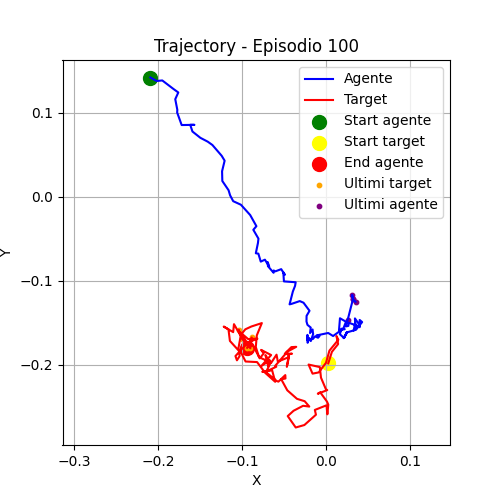 Trajectory - Episodio 100
Agente
Target
Start agente
Start target
End agente
Ultimi target
Ultimi agente
Y
0.1
0.0
−0.1
−0.2
−0.3
−0.2
−0.1
0.0
0.1
X